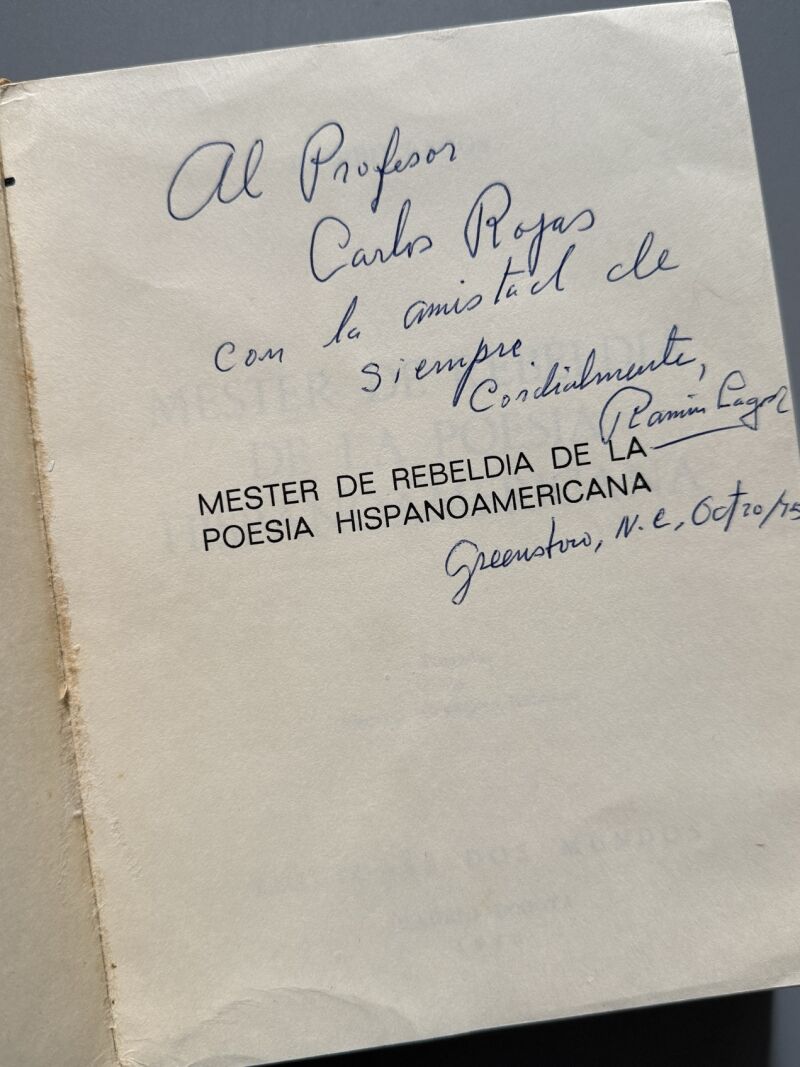 Al Profesor
Carlos Rojas
con la amistad de
siempre.
Cordialmente,
Ramiro Lagos
MESTER DE REBELDIA DE LA
POESIA HISPANOAMERICANA
Greensboro, N.C., Oct 20/75